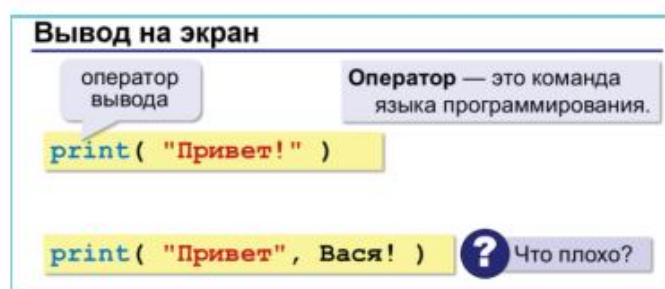 Вывод на экран
оператор
вывода
Оператор — это команда
языка программирования.
print( "Привет!" )
print( "Привет", Вася! )
? Что плохо?